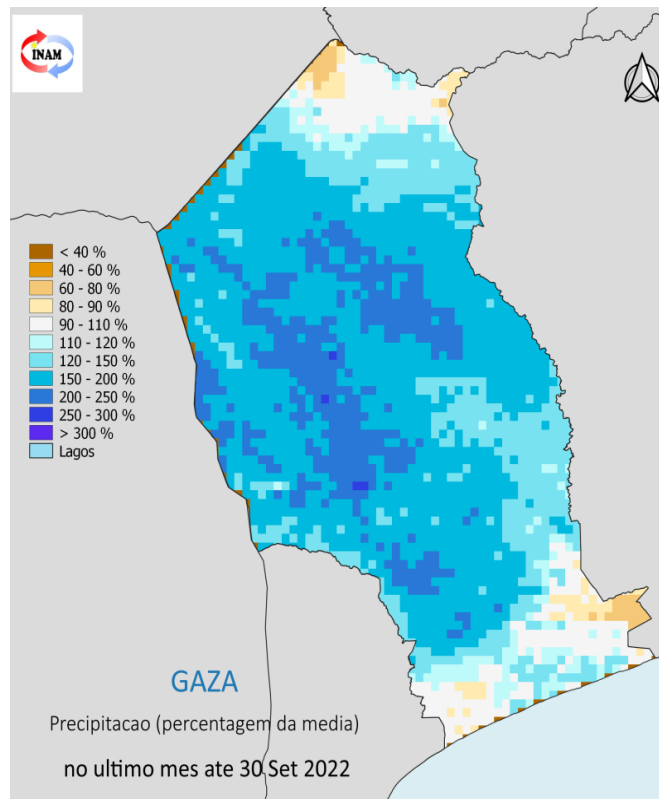 INAM
< 40 %
40 - 60 %
60 - 80 %
80 - 90 %
90 - 110 %
110 - 120 %
120 - 150 %
150 - 200 %
200 - 250 %
250 - 300 %
> 300 %
Lagos
GAZA
Precipitacao (percentagem da media)
no ultimo mes ate 30 Set 2022